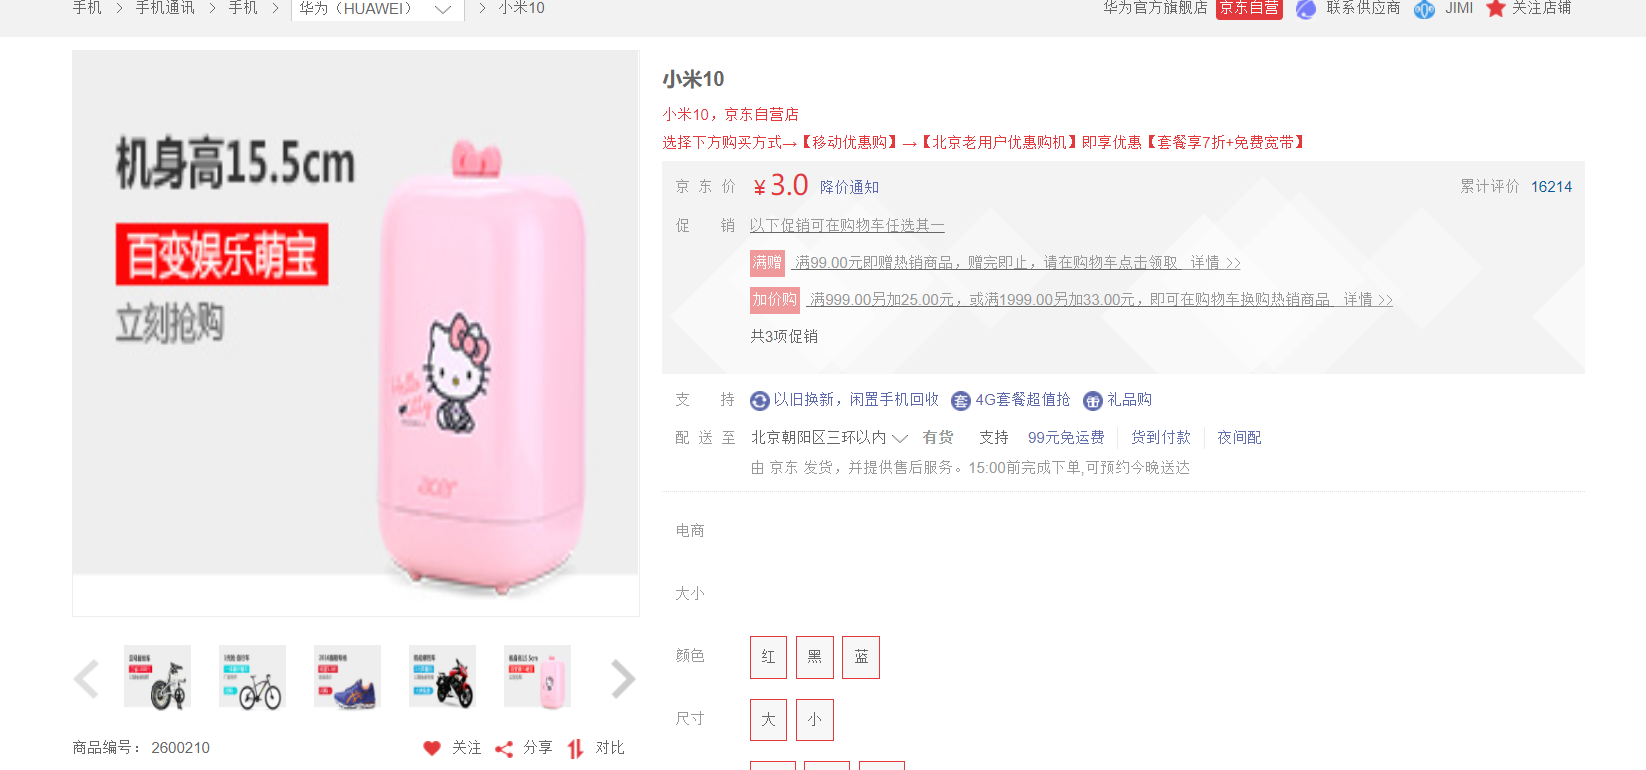 手机 > 手机通讯 > 手机 > 华为（HUAWEI） > 小米10
华为官方旗舰店 京东自营 联系供应商 JIMI 关注店铺
机身高15.5cm
百变娱乐萌宝
立刻抢购
Hello Kitty
acer
小米10
小米10，京东自营店
选择下方购买方式→【移动优惠购】→【北京老用户优惠购机】即享优惠【套餐享7折+免费宽带】
京东价 ￥3.0 降价通知 累计评价 16214
促销 以下促销可在购物车任选其一
满赠 满99.00元即赠热销商品，赠完即止，请在购物车点击领取 详情 >>
加价购 满999.00另加25.00元，或满1999.00另加33.00元，即可在购物车换购热销商品 详情 >>
共3项促销
支持 以旧换新，闲置手机回收 套 4G套餐超值抢 礼品购
配送至 北京朝阳区三环以内 有货 支持 99元免运费 货到付款 夜间配
由 京东 发货，并提供售后服务。15:00前完成下单,可预约今晚送达
电商
大小
颜色 红 黑 蓝
尺寸 大 小
机身高15.5cm
商品编号： 2600210 关注 分享 对比